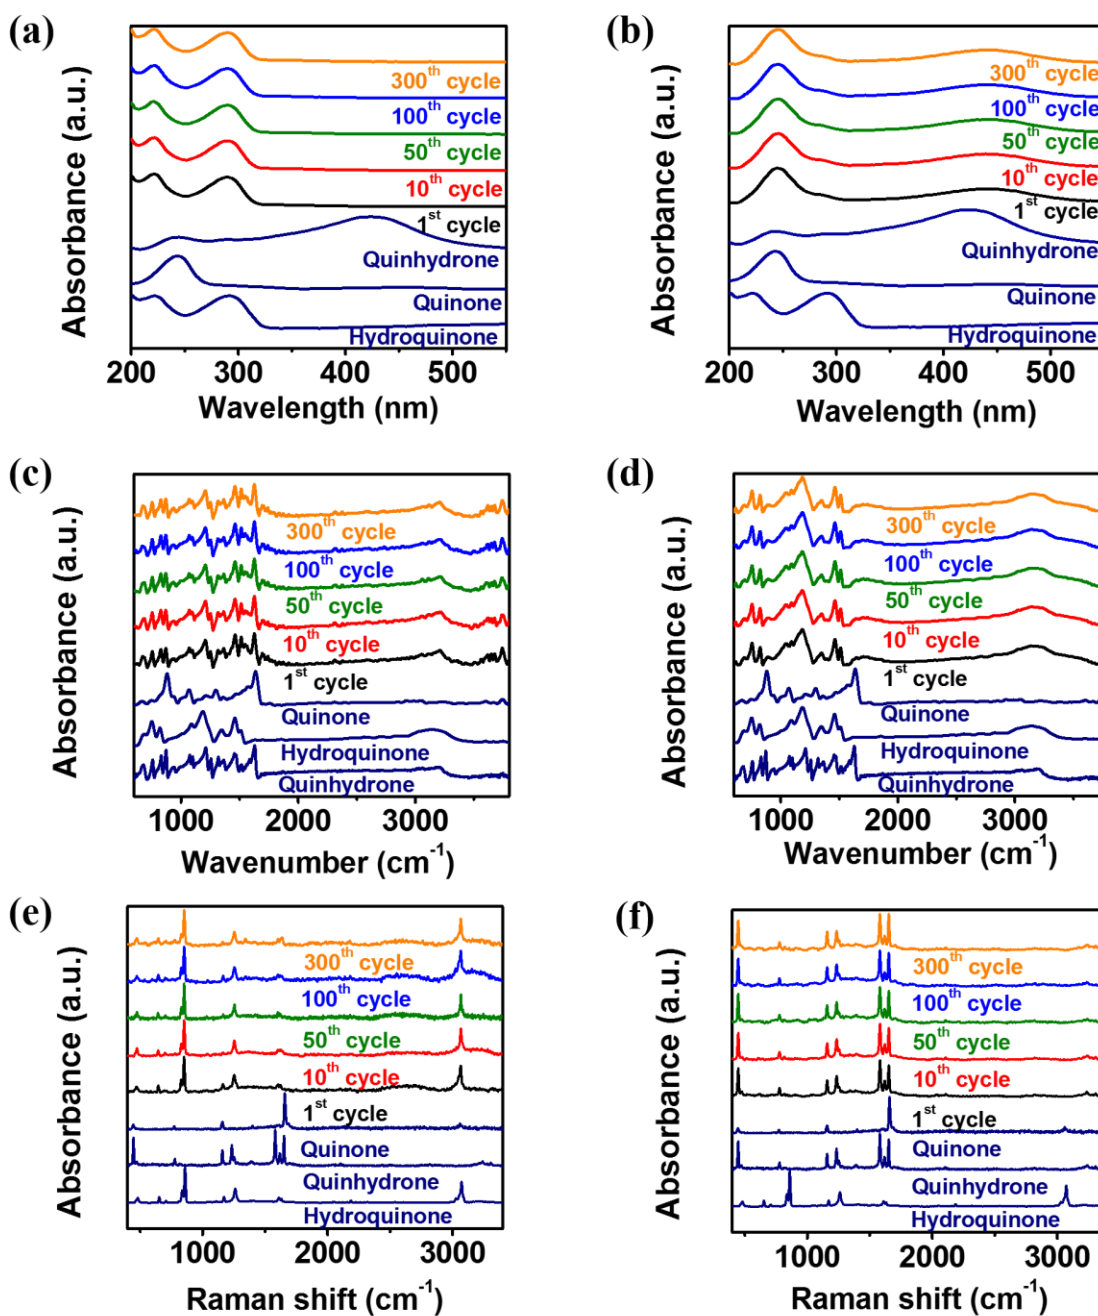 (a)
Absorbance (a.u.)
300th cycle
100th cycle
50th cycle
10th cycle
1st cycle
Quinhydrone
Quinone
Hydroquinone
200 300 400 500
Wavelength (nm)
(b)
Absorbance (a.u.)
300th cycle
100th cycle
50th cycle
10th cycle
1st cycle
Quinhydrone
Quinone
Hydroquinone
200 300 400 500
Wavelength (nm)
(c)
Absorbance (a.u.)
300th cycle
100th cycle
50th cycle
10th cycle
1st cycle
Quinone
Hydroquinone
Quinhydrone
1000 2000 3000
Wavenumber (cm-1)
(d)
Absorbance (a.u.)
300th cycle
100th cycle
50th cycle
10th cycle
1st cycle
Quinone
Hydroquinone
Quinhydrone
1000 2000 3000
Wavenumber (cm-1)
(e)
Absorbance (a.u.)
300th cycle
100th cycle
50th cycle
10th cycle
1st cycle
Quinone
Quinhydrone
Hydroquinone
1000 2000 3000
Raman shift (cm-1)
(f)
Absorbance (a.u.)
300th cycle
100th cycle
50th cycle
10th cycle
1st cycle
Quinone
Quinhydrone
Hydroquinone
1000 2000 3000
Raman shift (cm-1)